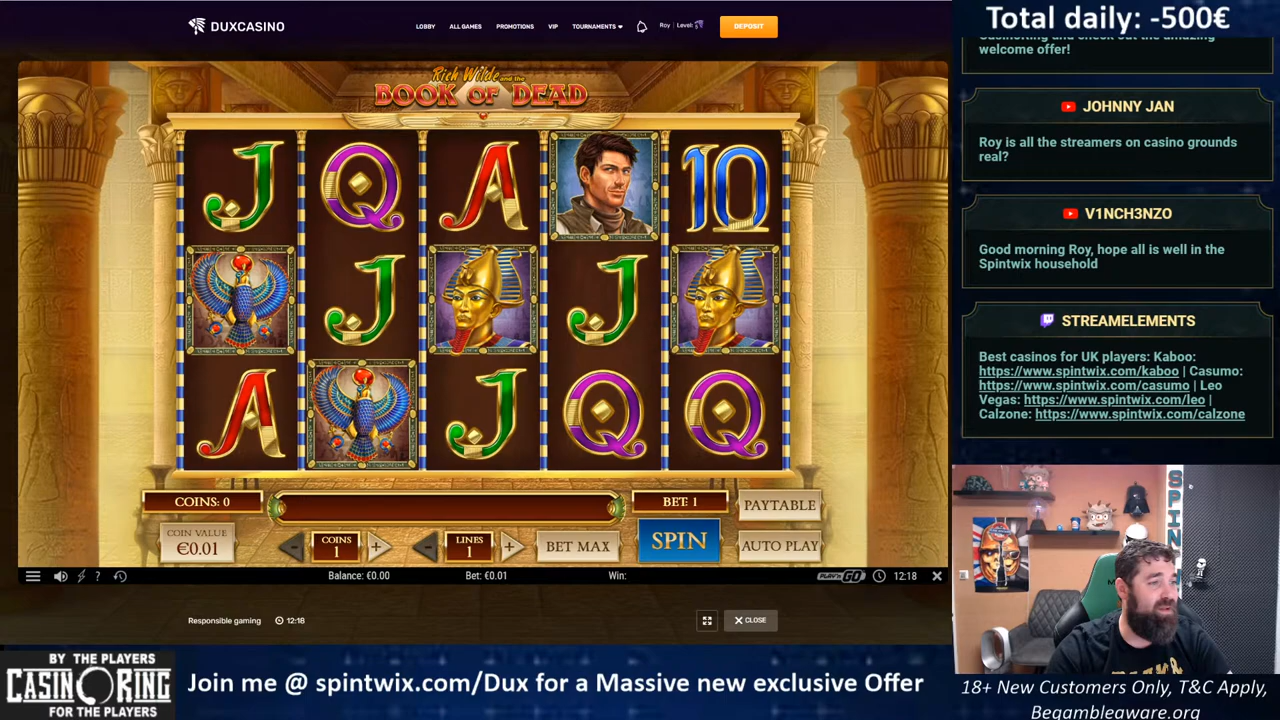 DUXCASINO
LOBBY
ALL GAMES
PROMOTIONS
VIP
TOURNAMENTS
Roy
Level:
DEPOSIT
Rich Wilde and the
BOOK OF DEAD
J Q A 10
J J
A J Q Q
COINS: 0
BET: 1
PAYTABLE
COIN VALUE
€0.01
COINS
1
LINES
1
BET MAX
SPIN
AUTO PLAY
?
Balance: €0.00
Bet: €0.01
Win:
PLAY'N GO
12:18
Responsible gaming
12:18
CLOSE
BY THE PLAYERS
CASINORING
FOR THE PLAYERS
Join me @ spintwix.com/Dux for a Massive new exclusive Offer
Total daily: -500€
welcome offer!
JOHNNY JAN
Roy is all the streamers on casino grounds
real?
V1NCH3NZO
Good morning Roy, hope all is well in the
Spintwix household
STREAMELEMENTS
Best casinos for UK players: Kaboo:
https://www.spintwix.com/kaboo | Casumo:
https://www.spintwix.com/casumo | Leo
Vegas: https://www.spintwix.com/leo |
Calzone: https://www.spintwix.com/calzone
18+ New Customers Only, T&C Apply,
Begambleaware.org